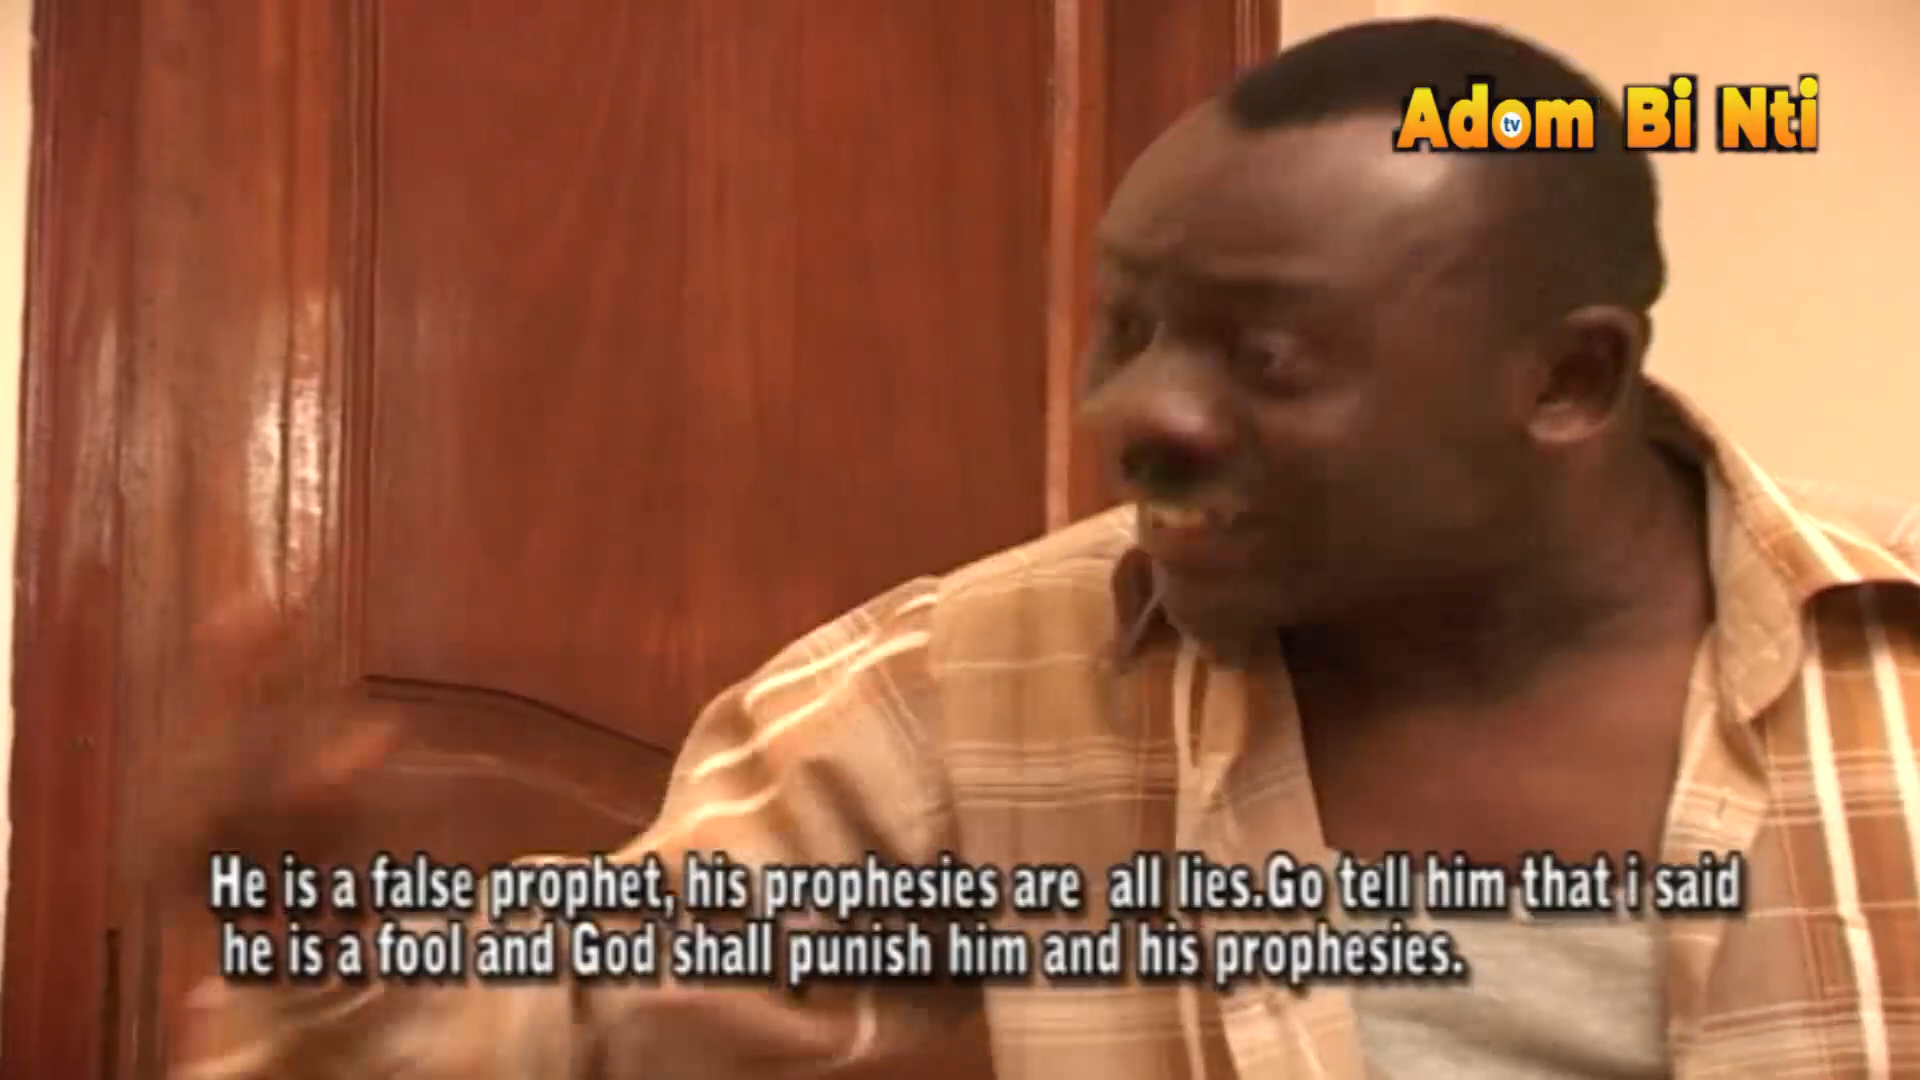 Adom Bi Nti
tv
He is a false prophet, his prophesies are all lies.Go tell him that i said
he is a fool and God shall punish him and his prophesies.